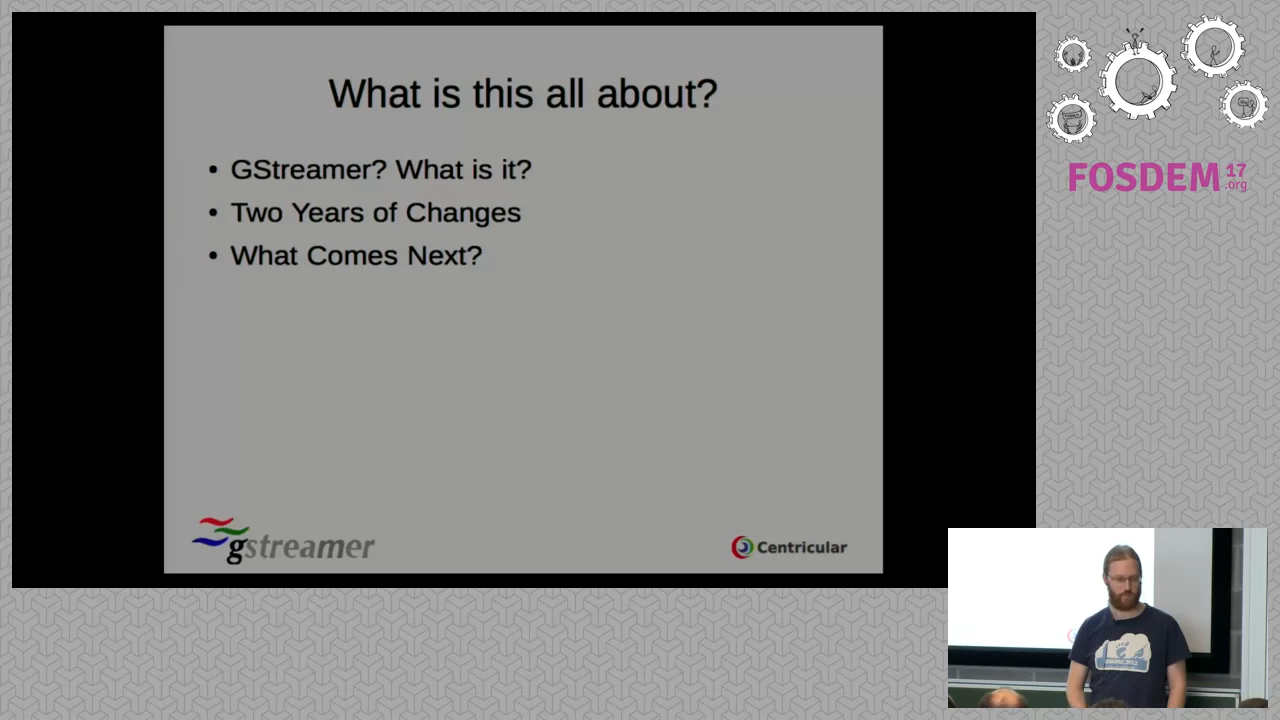 What is this all about?
• GStreamer? What is it?
• Two Years of Changes
• What Comes Next?
gstreamer
Centricular
FOSDEM 17
.org